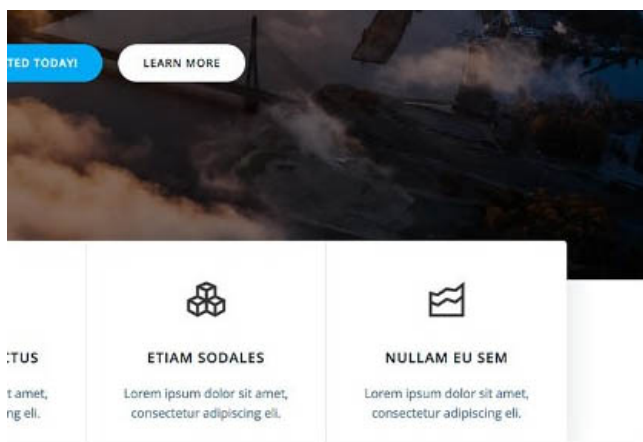 TED TODAY!
LEARN MORE
CTUS
ETIAM SODALES
NULLAM EU SEM
t amet,
Lorem ipsum dolor sit amet,
Lorem ipsum dolor sit amet,
ng eli.
consectetur adipiscing eli.
consectetur adipiscing eli.